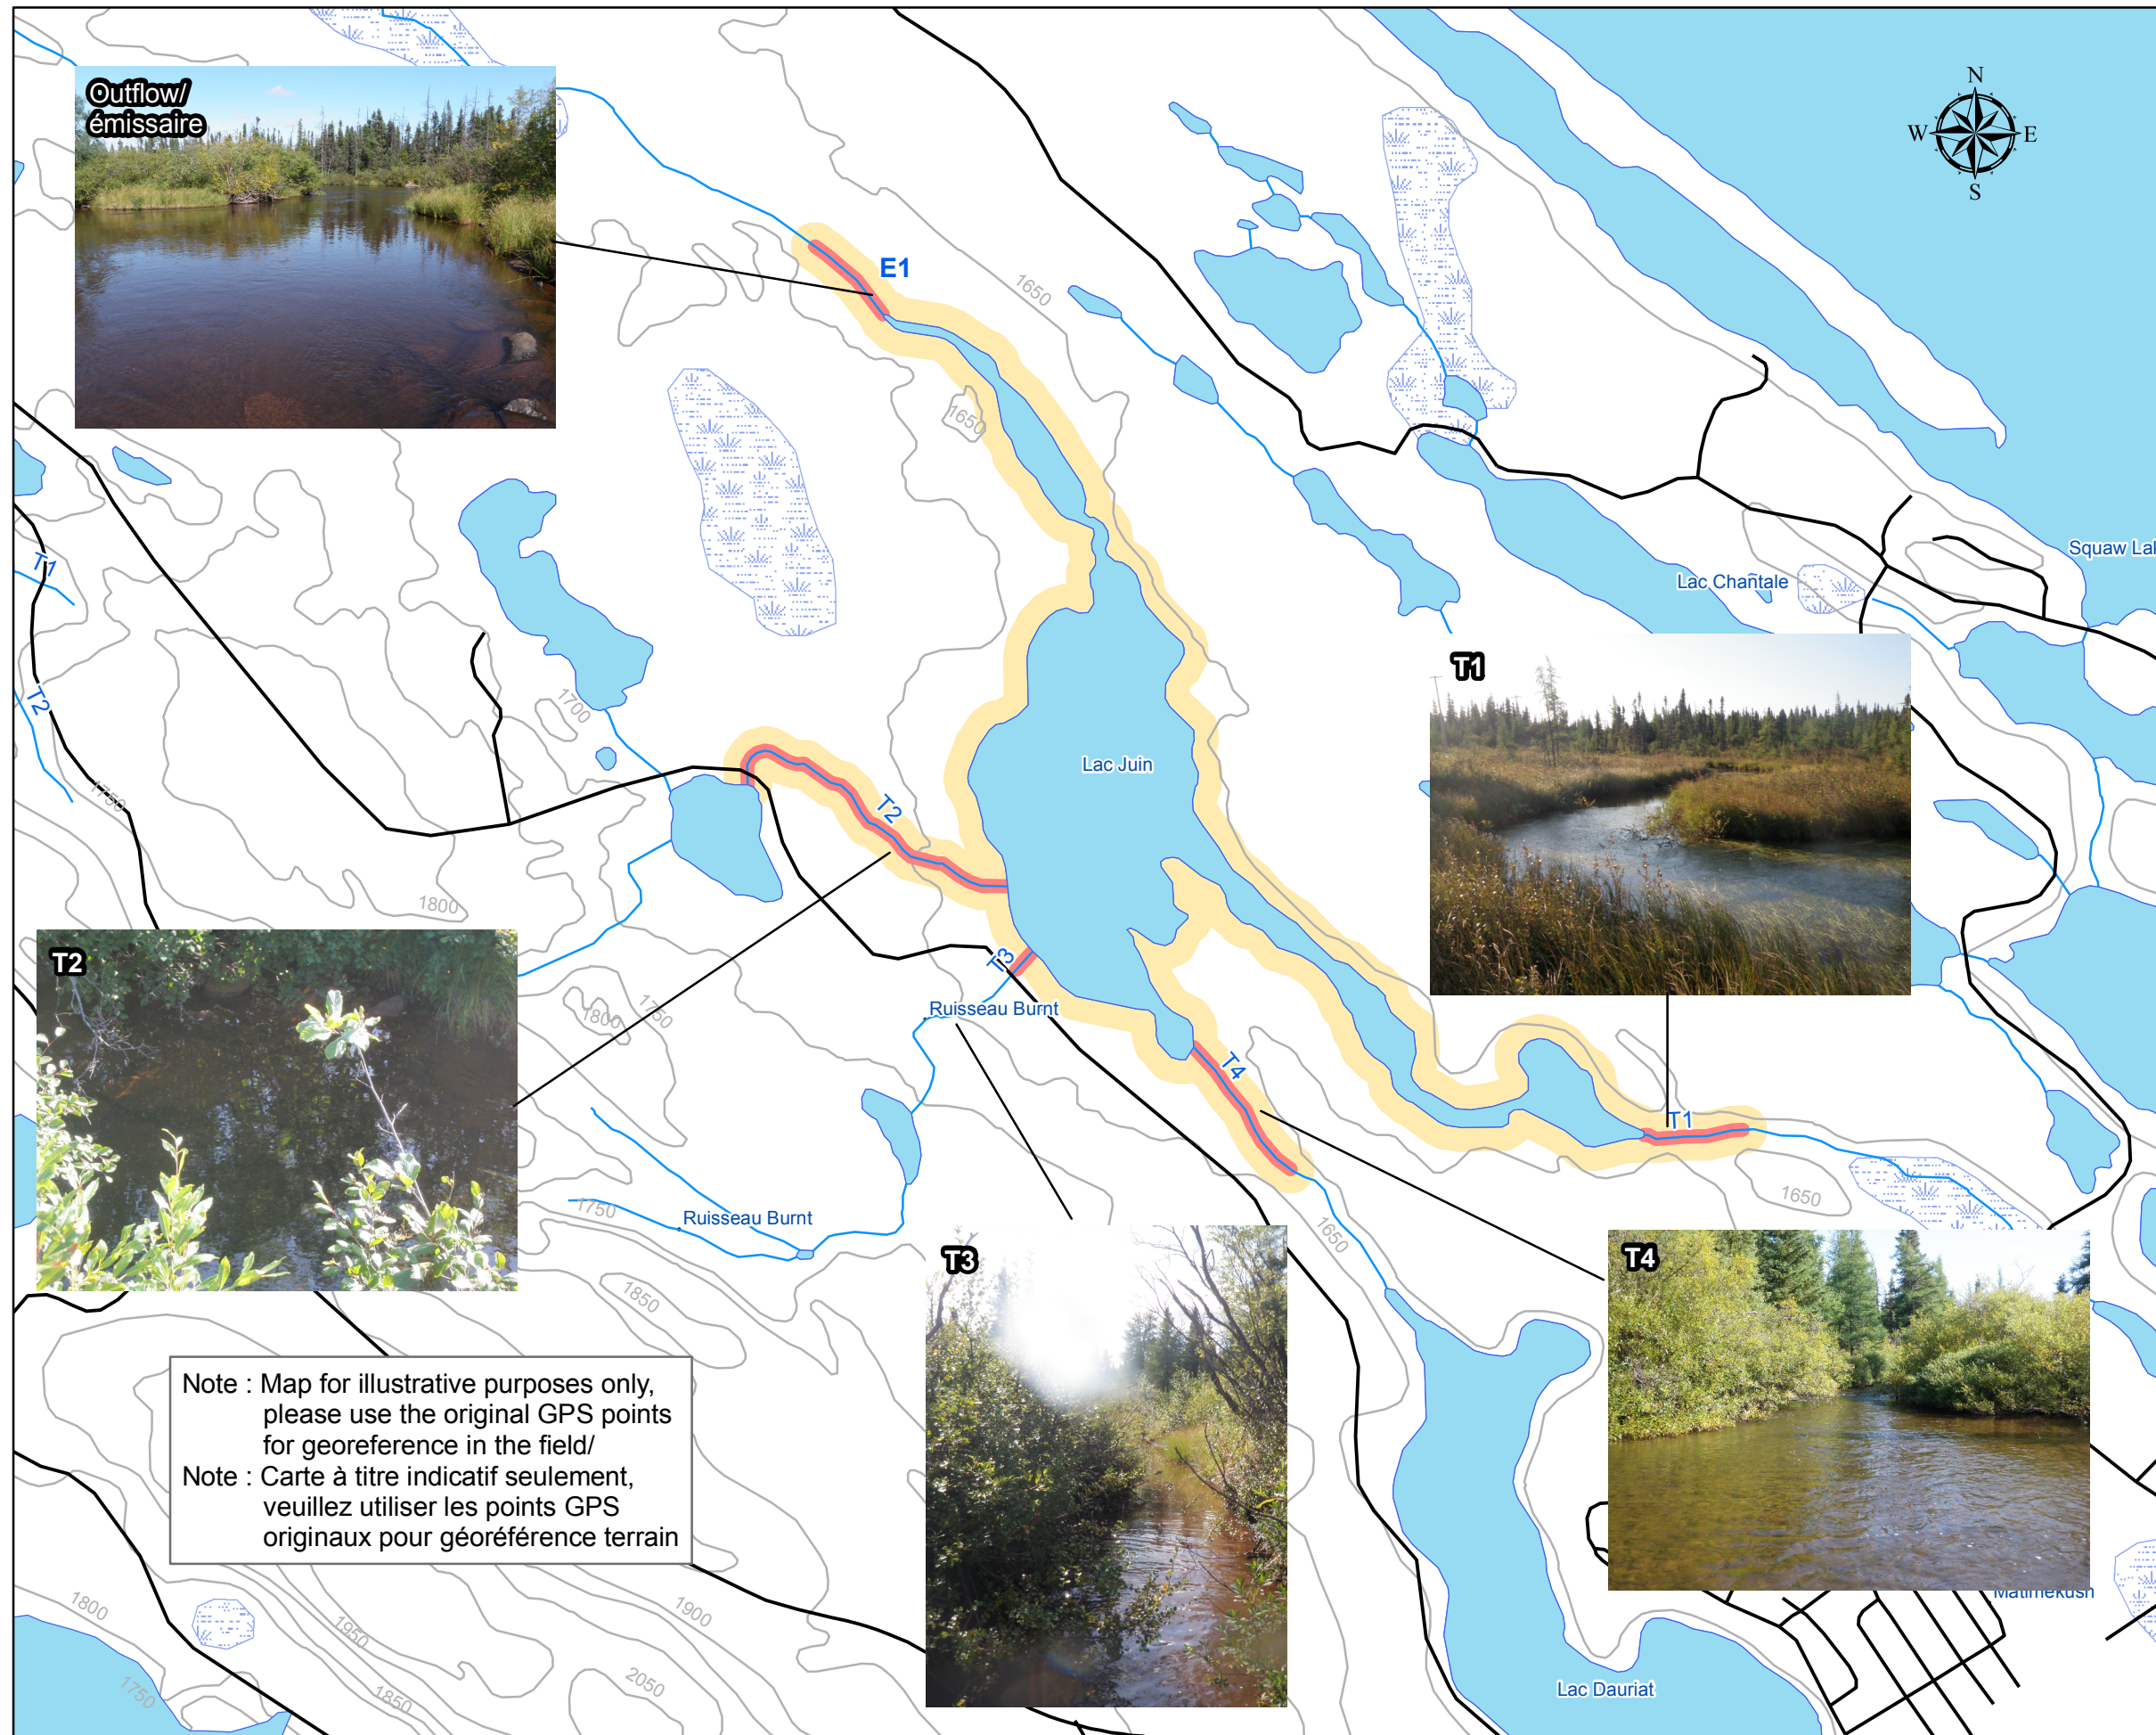 Outflow/
émissaire
N
W E
S
E1
1650
1650
Squaw Lak
Lac Chantale
T1
T1
T2
1700
Lac Juin
T2
1750
1800
T2
T3
1800
1750
Ruisseau Burnt
T4
T1
1650
1750
Ruisseau Burnt
1650
T3
T4
1850
Note : Map for illustrative purposes only,
please use the original GPS points
for georeference in the field/
Note : Carte à titre indicatif seulement,
veuillez utiliser les points GPS
originaux pour géoréférence terrain
Matimekush
1800
1950
1900
2050
1750
1850
Lac Dauriat